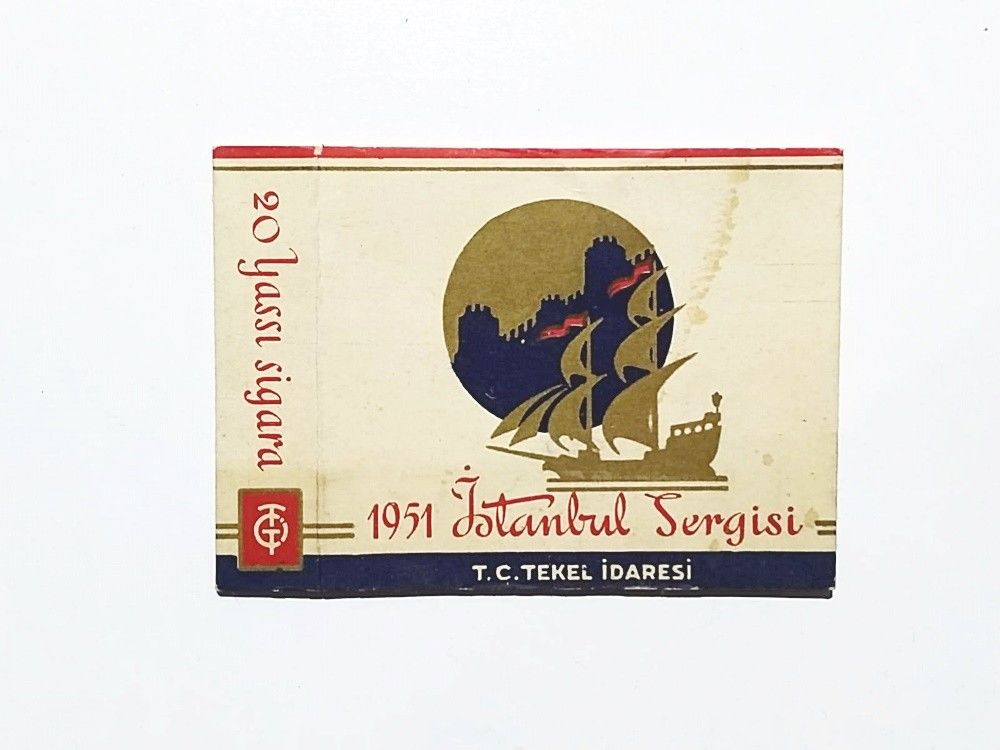 20 Yassı sigara
1951 İstanbul Sergisi
T.C. TEKEL İDARESİ